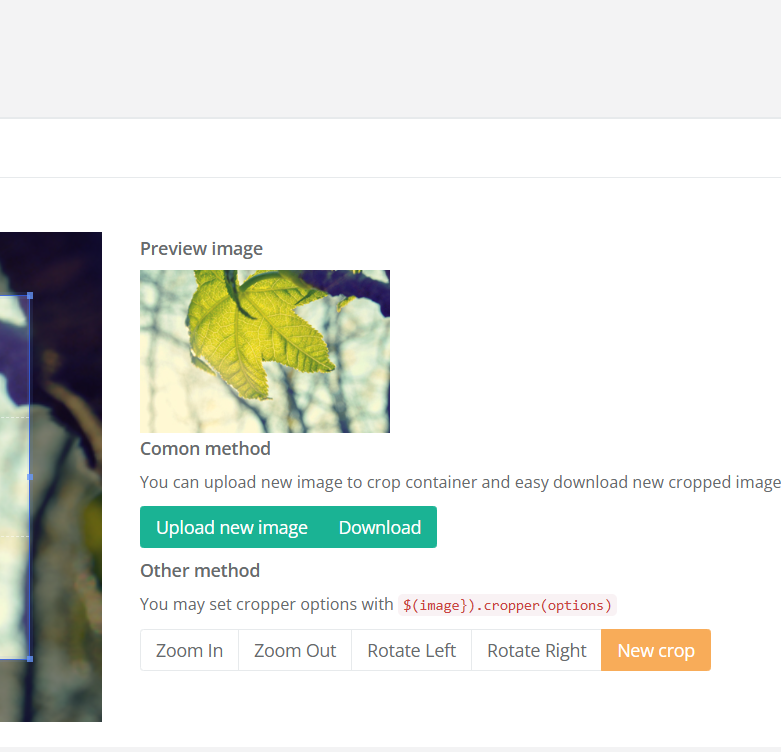 Preview image
Comon method
You can upload new image to crop container and easy download new cropped image
Upload new image Download
Other method
You may set cropper options with $(image}).cropper(options)
Zoom In Zoom Out Rotate Left Rotate Right New crop